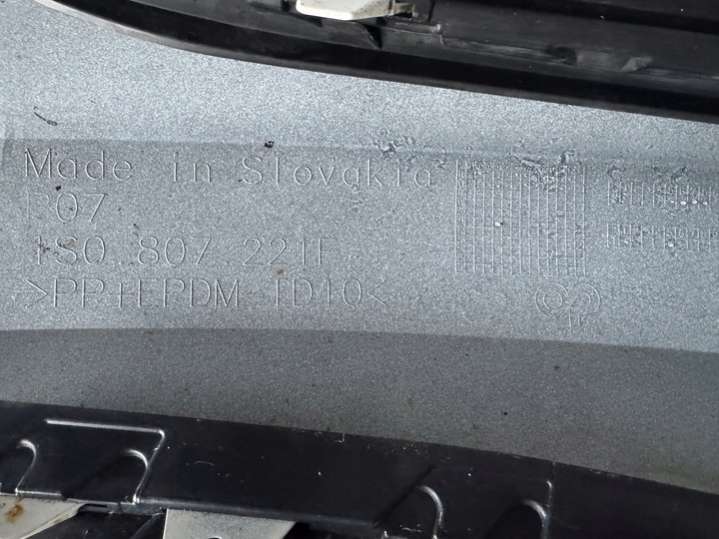 Made in Slovakia
P07
1S0 807 221F
>PP+EPDM TD10<